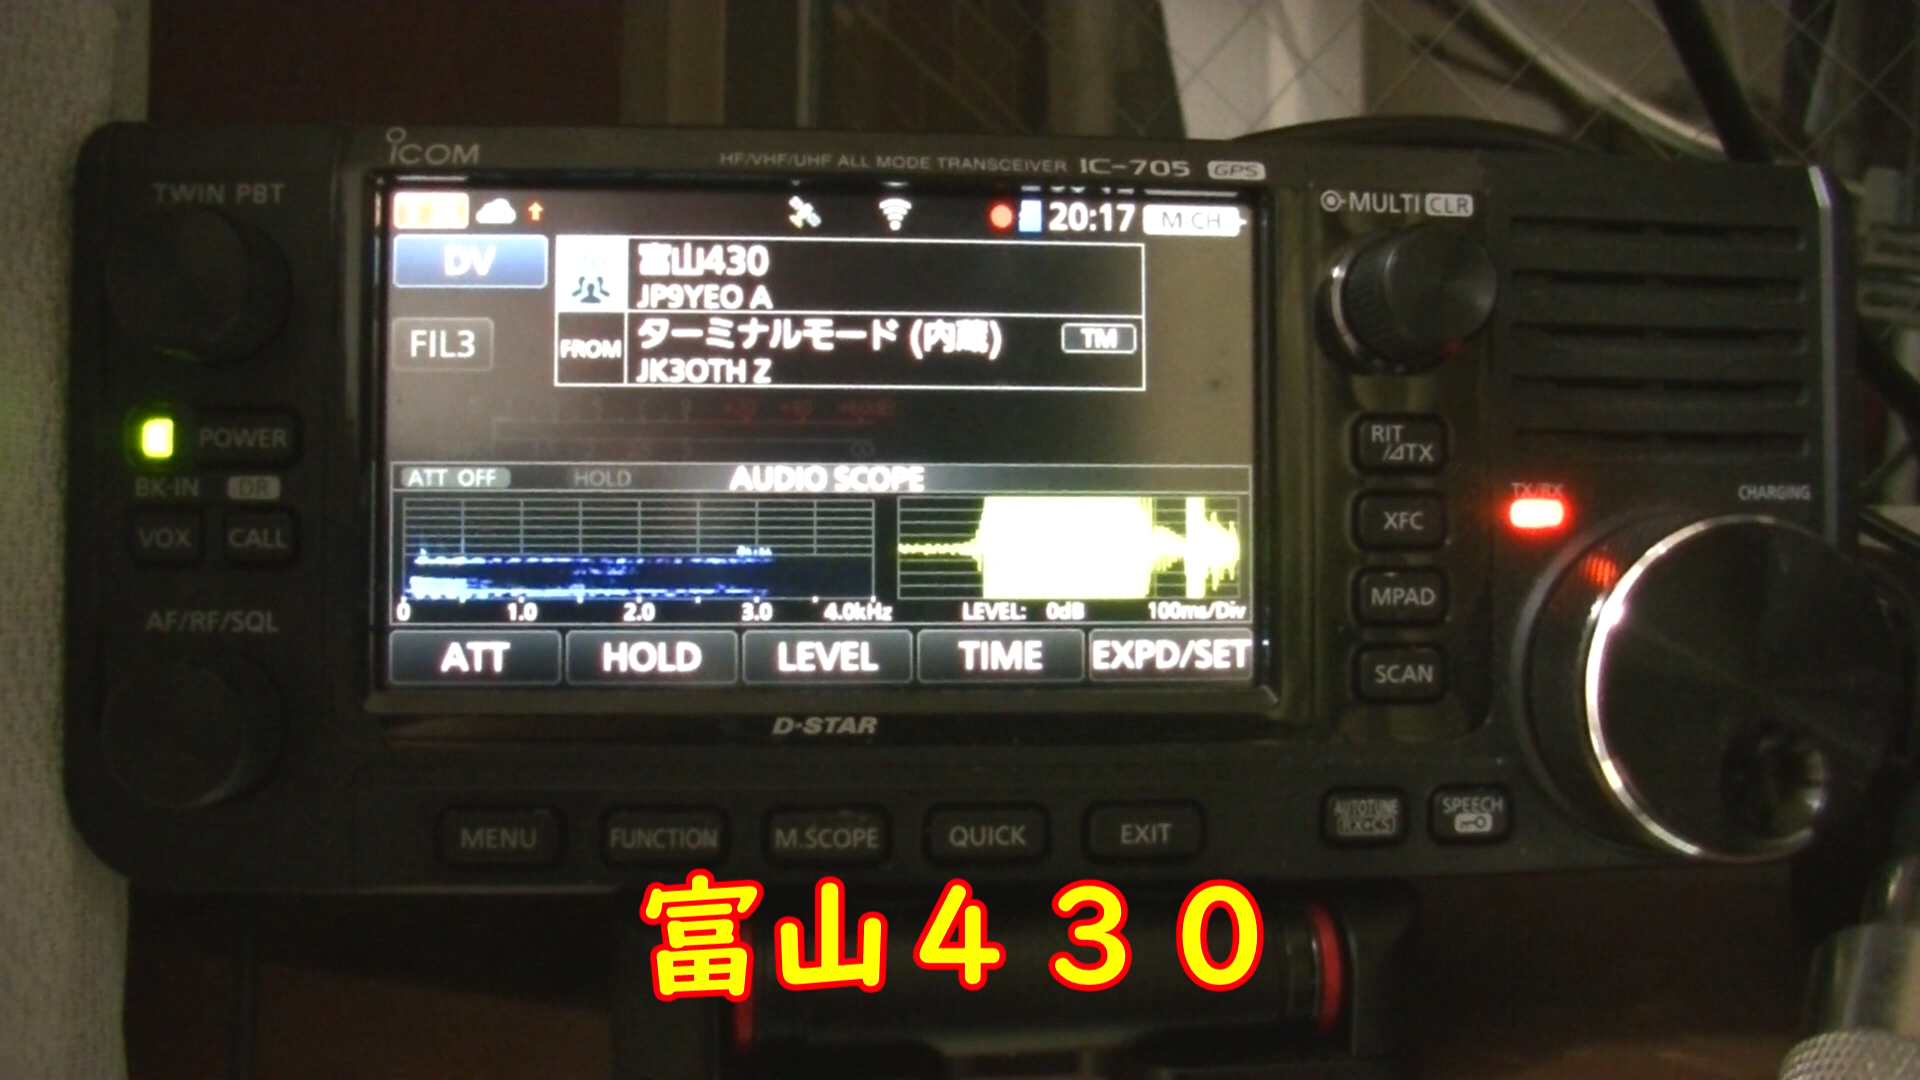 ICOM
HF/VHF/UHF ALL MODE TRANSCEIVER IC-705 GPS
TWIN PBT
MULTI CLR
20:17 M-CH
DV
富山430
JP9YEO A
FIL3
FROM
ターミナルモード (内蔵) TM
JK3OTH Z
POWER
BK-IN DR
VOX CALL
AF/RF/SQL
ATT OFF HOLD AUDIO SCOPE
0 1.0 2.0 3.0 4.0kHz LEVEL: 0dB 100ms/Div
ATT HOLD LEVEL TIME EXPD/SET
D-STAR
RIT
/⊿TX
XFC
MPAD
SCAN
TX/RX
CHARGING
MENU FUNCTION M.SCOPE QUICK EXIT
AUTOTUNE
RX→CS
SPEECH
富山４３０